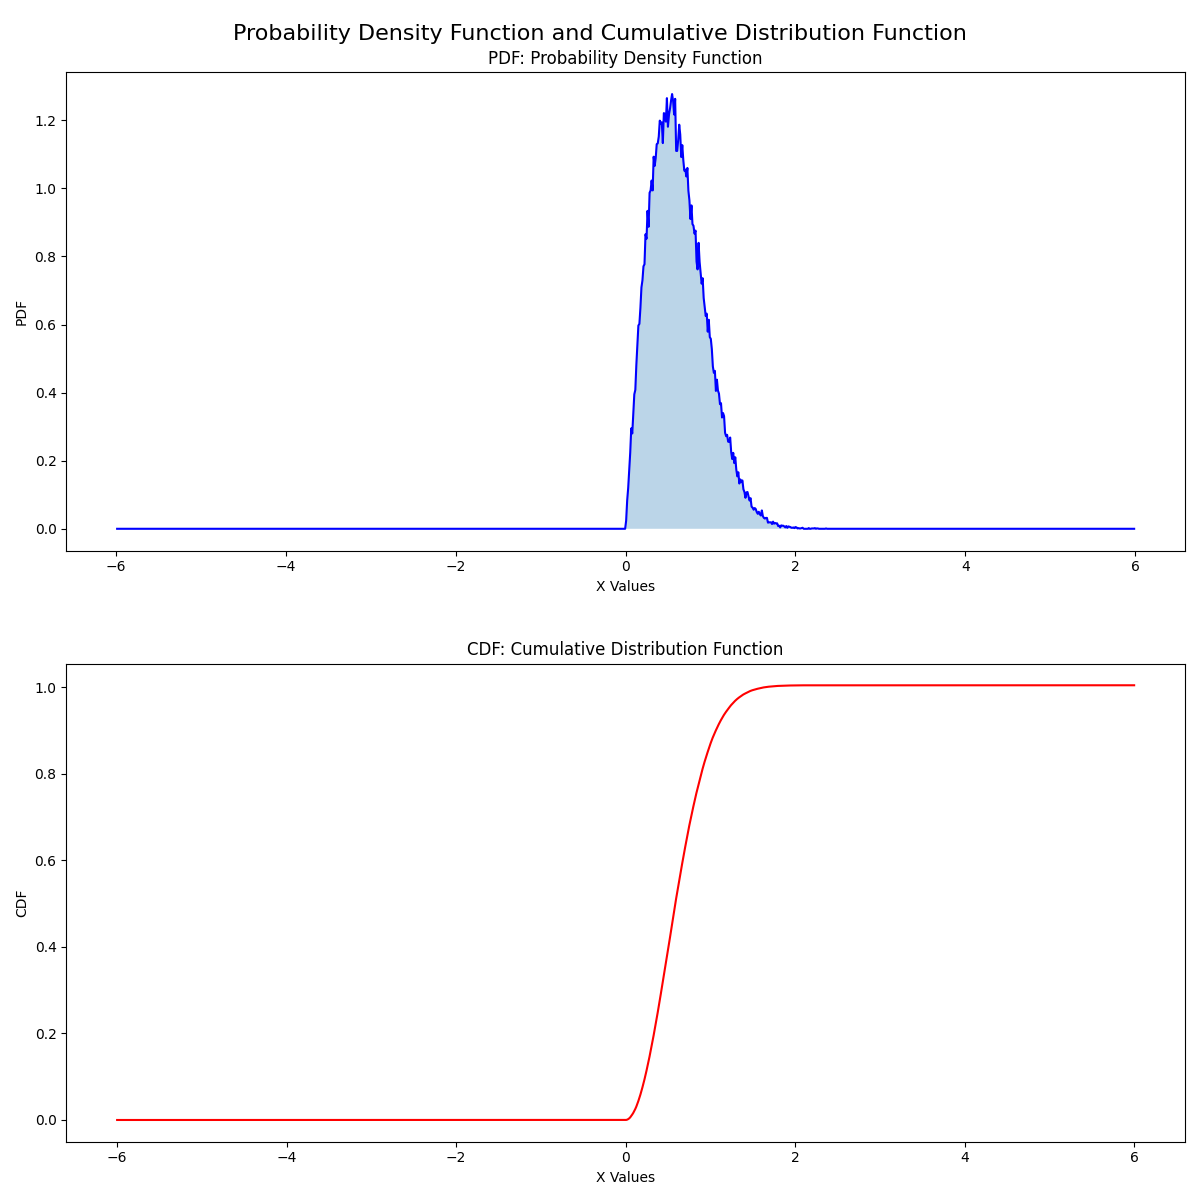 Probability Density Function and Cumulative Distribution Function
PDF: Probability Density Function
1.2
1.0
0.8
0.6
0.4
0.2
0.0
PDF
−6 −4 −2 0 2 4 6
X Values
CDF: Cumulative Distribution Function
1.0
0.8
0.6
0.4
0.2
0.0
CDF
−6 −4 −2 0 2 4 6
X Values